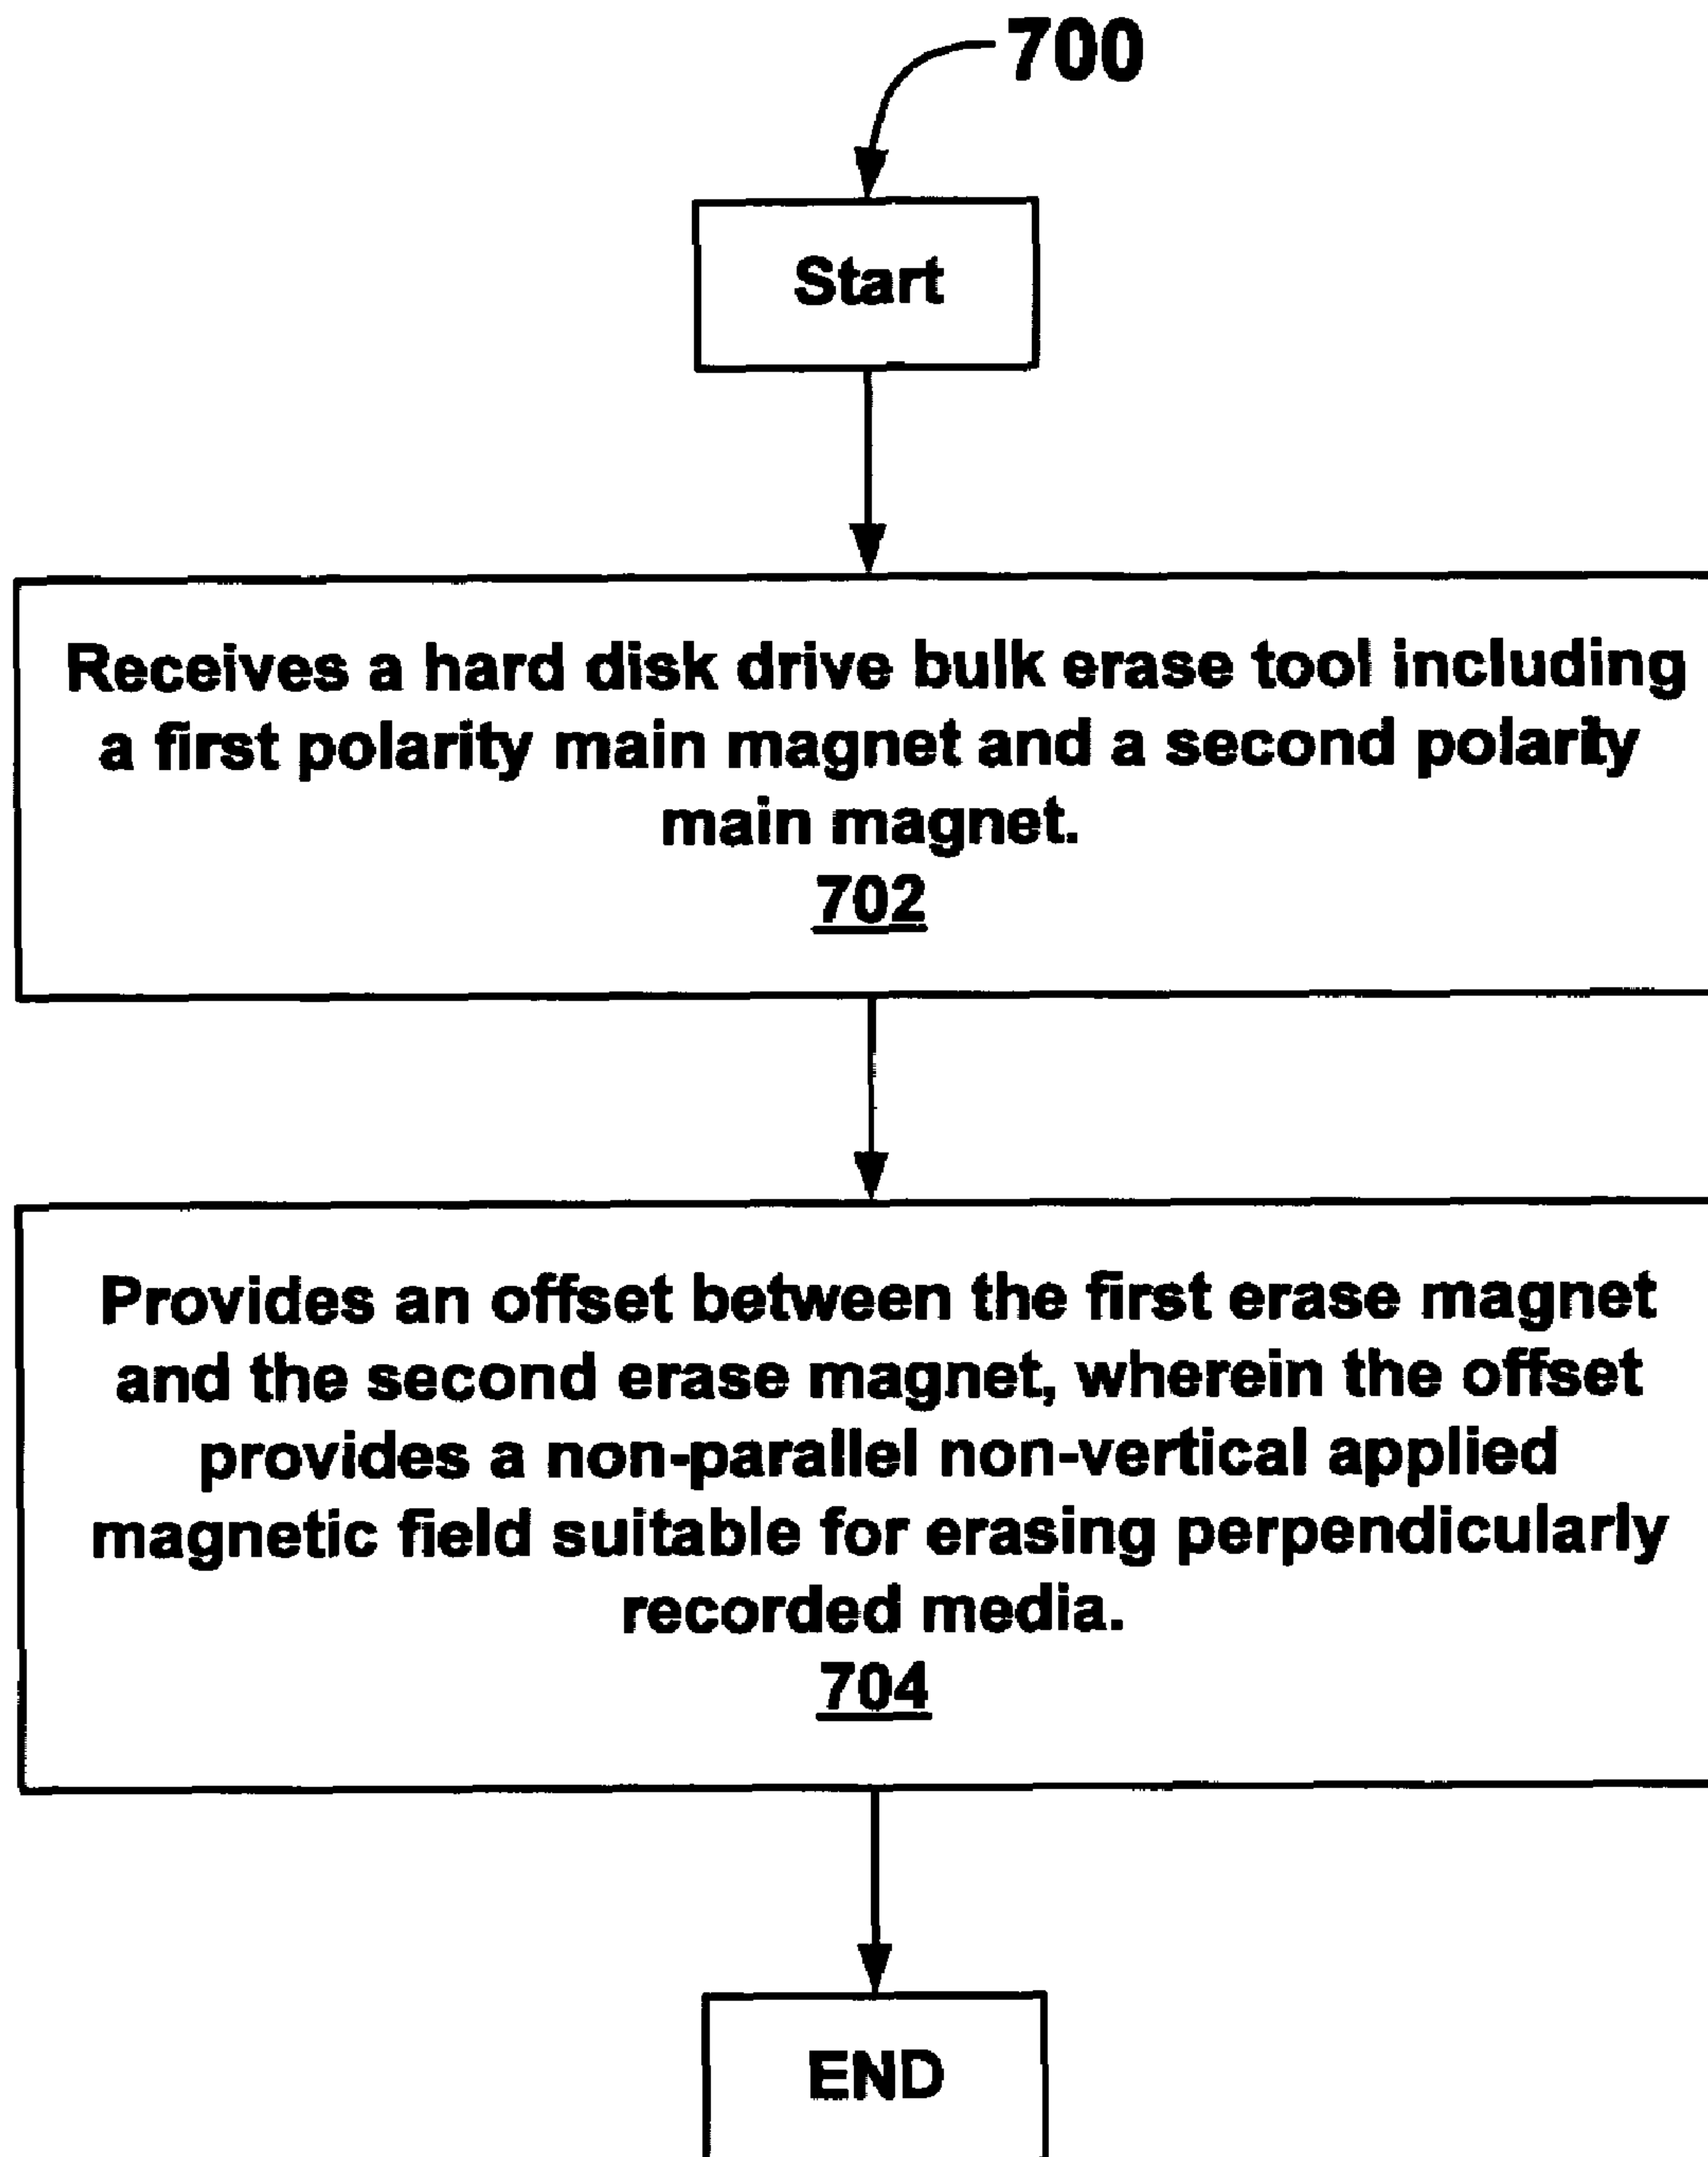 700
Start
Receives a hard disk drive bulk erase tool including
a first polarity main magnet and a second polarity
main magnet.
702
Provides an offset between the first erase magnet
and the second erase magnet, wherein the offset
provides a non-parallel non-vertical applied
magnetic field suitable for erasing perpendicularly
recorded media.
704
END